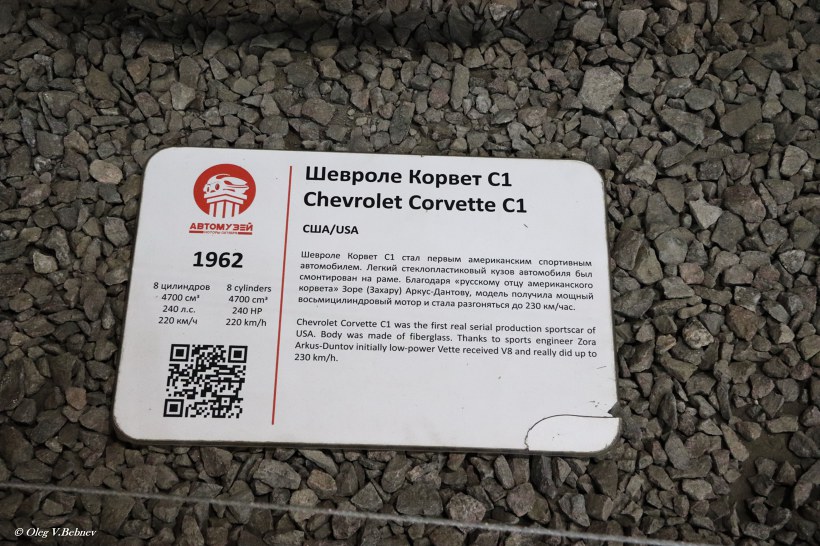 АВТОМУЗЕЙ
1962
8 цилиндров 8 cylinders
4700 см³ 4700 cm³
240 л.с. 240 HP
220 км/ч 220 km/h
Шевроле Корвет С1
Chevrolet Corvette C1
США/USA
Шевроле Корвет С1 стал первым американским спортивным
автомобилем. Легкий стеклопластиковый кузов автомобиля был
смонтирован на раме. Благодаря «русскому отцу американского
корвета» Зоре (Захару) Аркус-Дантову, модель получила мощный
восьмицилиндровый мотор и стала разгоняться до 230 км/час.
Chevrolet Corvette C1 was the first real serial production sportscar of
USA. Body was made of fiberglass. Thanks to sports engineer Zora
Arkus-Duntov initially low-power Vette received V8 and really did up to
230 km/h.
© Oleg V.Bebnev